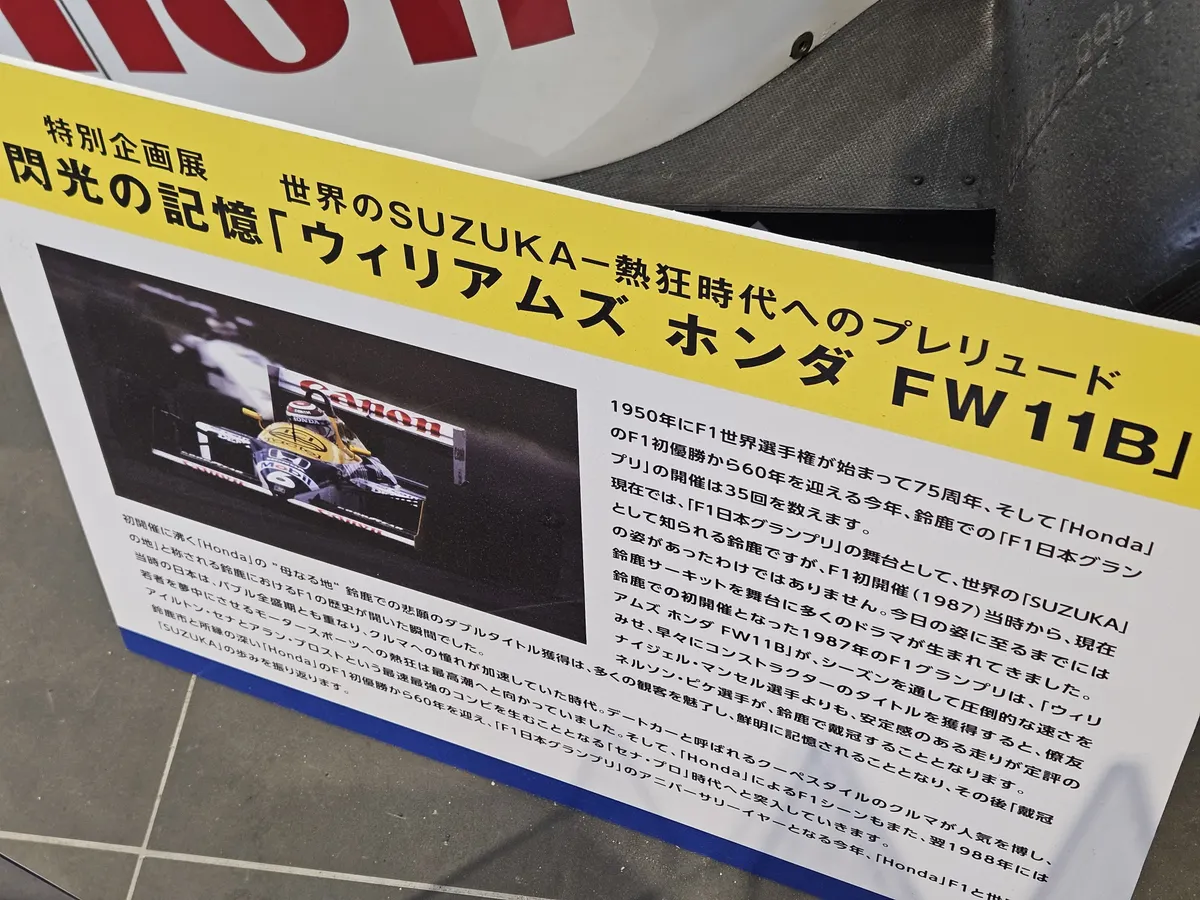 特別企画展
世界のSUZUKA−熱狂時代へのプレリュード
閃光の記憶「ウィリアムズ ホンダ FW11B」
Canon
HONDA
Mobil
6
Canon
1950年にF1世界選手権が始まって75周年、そして「Honda」
のF1初優勝から60年を迎える今年、鈴鹿での「F1日本グラン
プリ」の開催は35回を数えます。
現在では、「F1日本グランプリ」の舞台として、世界の「SUZUKA」
として知られる鈴鹿ですが、F1初開催(1987)当時から、現在
の姿があったわけではありません。今日の姿に至るまでには
鈴鹿サーキットを舞台に多くのドラマが生まれてきました。
鈴鹿での初開催となった1987年のF1グランプリは、「ウィリ
アムズ ホンダ FW11B」が、シーズンを通して圧倒的な速さを
みせ、早々にコンストラクターのタイトルを獲得すると、僚友
ナイジェル・マンセル選手よりも、安定感のある走りが定評の
ネルソン・ピケ選手が、鈴鹿で戴冠することとなります。
初開催に沸く「Honda」の“母なる地”鈴鹿での悲願のダブルタイトル獲得は、多くの観客を魅了し、鮮明に記憶されることとなり、その後「戴冠
の地」と称される鈴鹿におけるF1の歴史が開いた瞬間でした。
当時の日本は、バブル全盛期とも重なり、クルマへの憧れが加速していた時代。デートカーと呼ばれるクーペスタイルのクルマが人気を博し、
若者を夢中にさせるモータースポーツへの熱狂は最高潮へと向かっていました。そして、「Honda」によるF1シーンもまた、翌1988年には
アイルトン・セナとアラン・プロストという最速最強のコンビを生むこととなる「セナ・プロ」時代へと突入していきます。
鈴鹿市と所縁の深い「Honda」のF1初優勝から60年を迎え、「F1日本グランプリ」のアニバーサリーイヤーとなる今年、「Honda」F1と世
「SUZUKA」の歩みを振り返ります。